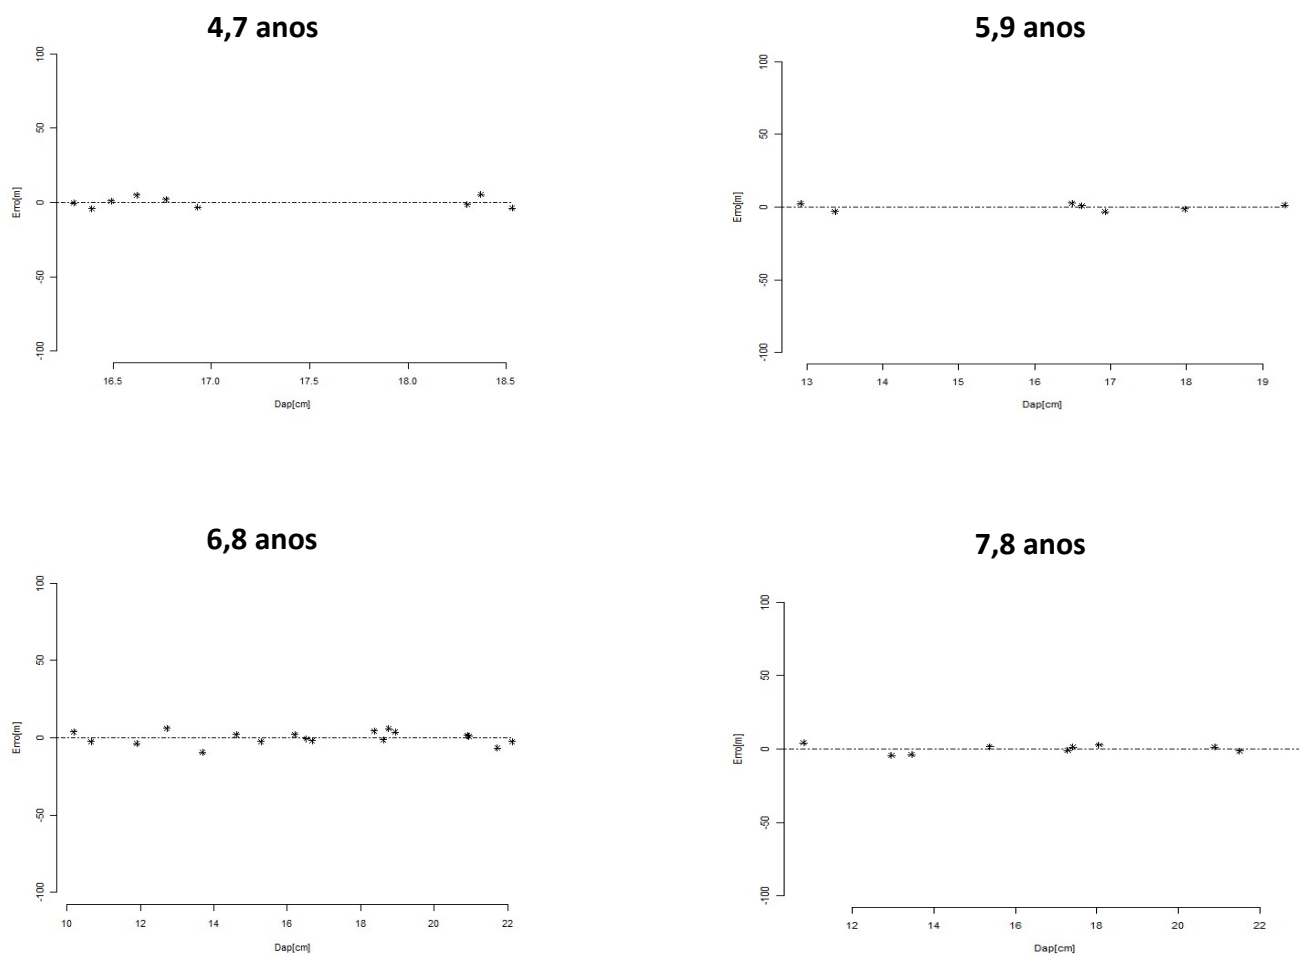 4,7 anos
100
50
0
-50
-100
Erro[m]
16.5 17.0 17.5 18.0 18.5
Dap[cm]
5,9 anos
100
50
0
-50
-100
Erro[m]
13 14 15 16 17 18 19
Dap[cm]
6,8 anos
100
50
0
-50
-100
Erro[m]
10 12 14 16 18 20 22
Dap[cm]
7,8 anos
100
50
0
-50
-100
Erro[m]
12 14 16 18 20 22
Dap[cm]